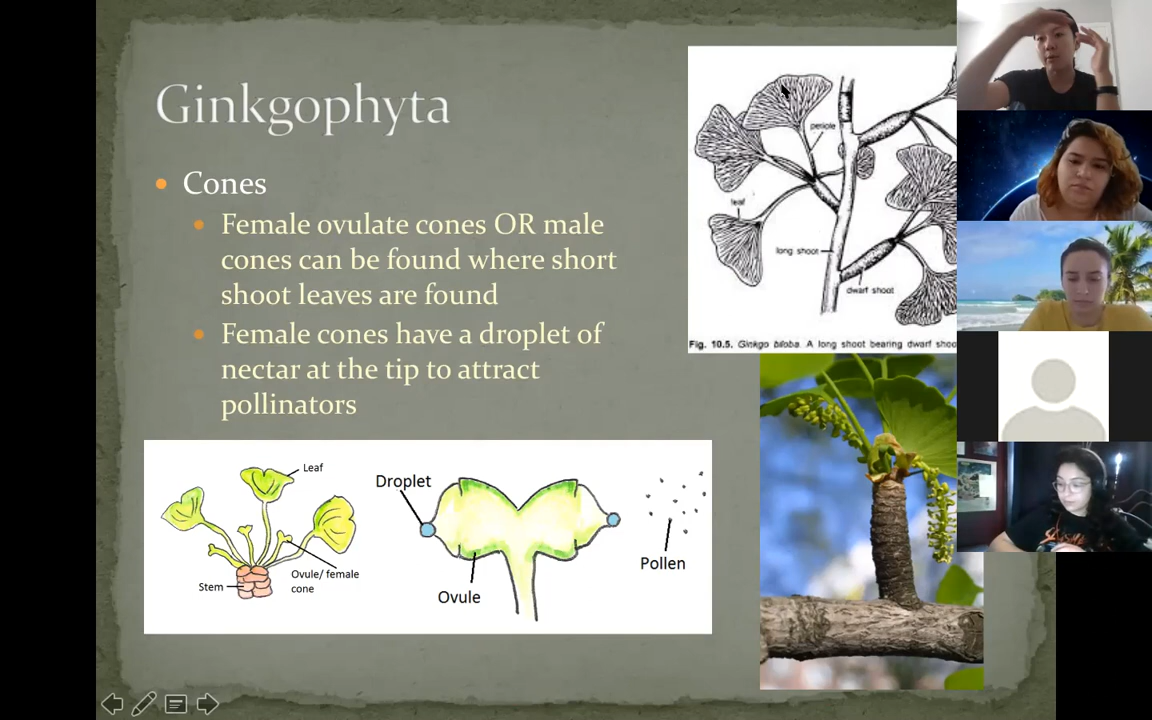 Ginkgophyta
Cones
Female ovulate cones OR male
cones can be found where short
shoot leaves are found
Female cones have a droplet of
nectar at the tip to attract
pollinators
petiole
leaf
long shoot
dwarf shoot
Fig. 10.5. Ginkgo biloba. A long shoot bearing dwarf shoo
Leaf
Ovule/ female
cone
Stem
Droplet
Ovule
Pollen